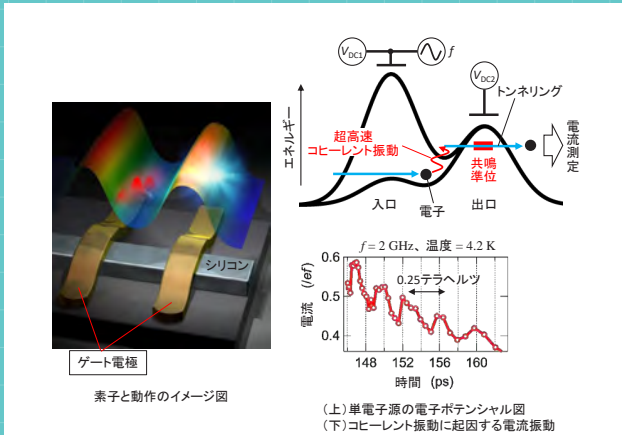 シリコン
ゲート電極
素子と動作のイメージ図
VDC1
f
VDC2
トンネリング
エネルギー
超高速
コヒーレント振動
共鳴
準位
電流測定
入口
電子
出口
f = 2 GHz、温度 = 4.2 K
0.6
0.5
0.4
電流 (/ef)
0.25テラヘルツ
148 152 156 160
時間 (ps)
(上)単電子源の電子ポテンシャル図
(下)コヒーレント振動に起因する電流振動